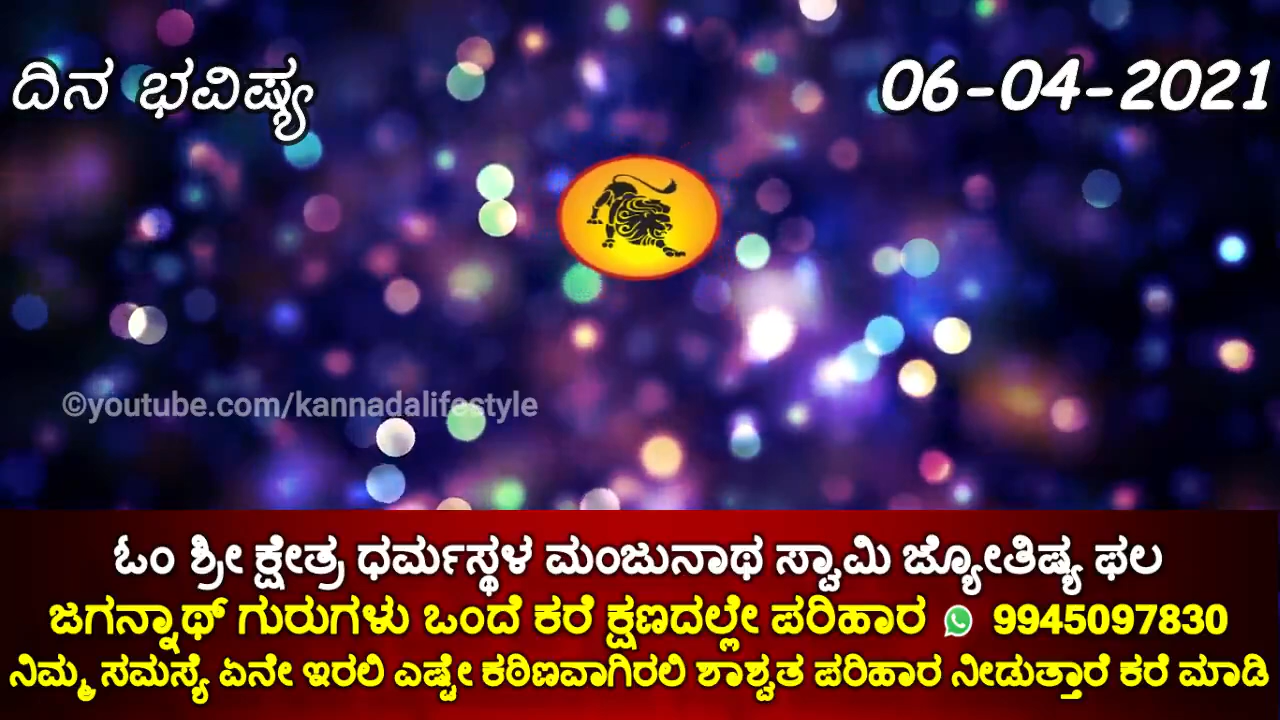 ದಿನ ಭವಿಷ್ಯ
06-04-2021
©youtube.com/kannadalifestyle
ಓಂ ಶ್ರೀ ಕ್ಷೇತ್ರ ಧರ್ಮಸ್ಥಳ ಮಂಜುನಾಥ ಸ್ವಾಮಿ ಜ್ಯೋತಿಷ್ಯ ಫಲ
ಜಗನ್ನಾಥ್ ಗುರುಗಳು ಒಂದೆ ಕರೆ ಕ್ಷಣದಲ್ಲೇ ಪರಿಹಾರ 9945097830
ನಿಮ್ಮ ಸಮಸ್ಯೆ ಏನೇ ಇರಲಿ ಎಷ್ಟೇ ಕಠಿಣವಾಗಿರಲಿ ಶಾಶ್ವತ ಪರಿಹಾರ ನೀಡುತ್ತಾರೆ ಕರೆ ಮಾಡಿ